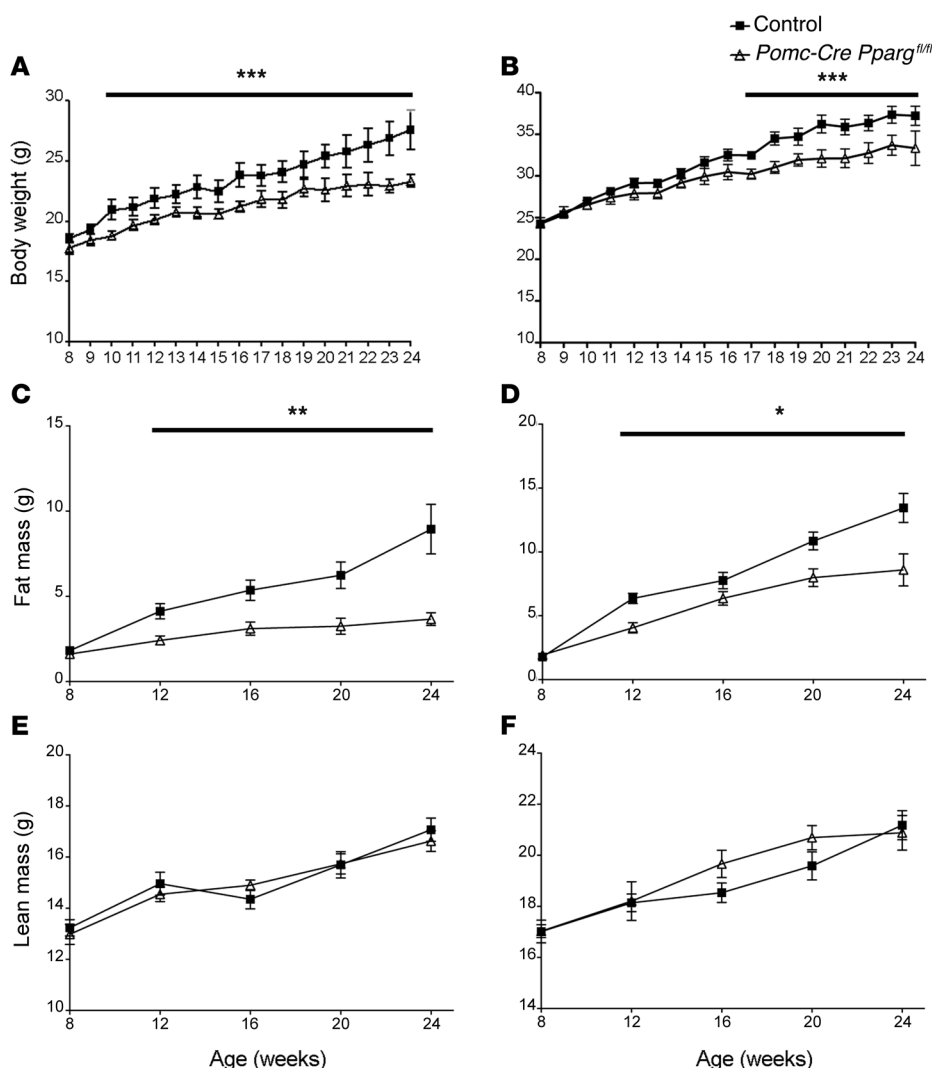 Control
Pomc-Cre Pparg fl/fl
A
B
***
***
Body weight (g)
30
25
20
15
10
8 9 10 11 12 13 14 15 16 17 18 19 20 21 22 23 24
40
35
30
25
20
15
10
8 9 10 11 12 13 14 15 16 17 18 19 20 21 22 23 24
C
D
**
*
Fat mass (g)
15
10
5
0
8 12 16 20 24
20
15
10
5
0
8 12 16 20 24
E
F
Lean mass (g)
20
18
16
14
12
10
8 12 16 20 24
Age (weeks)
24
22
20
18
16
14
8 12 16 20 24
Age (weeks)